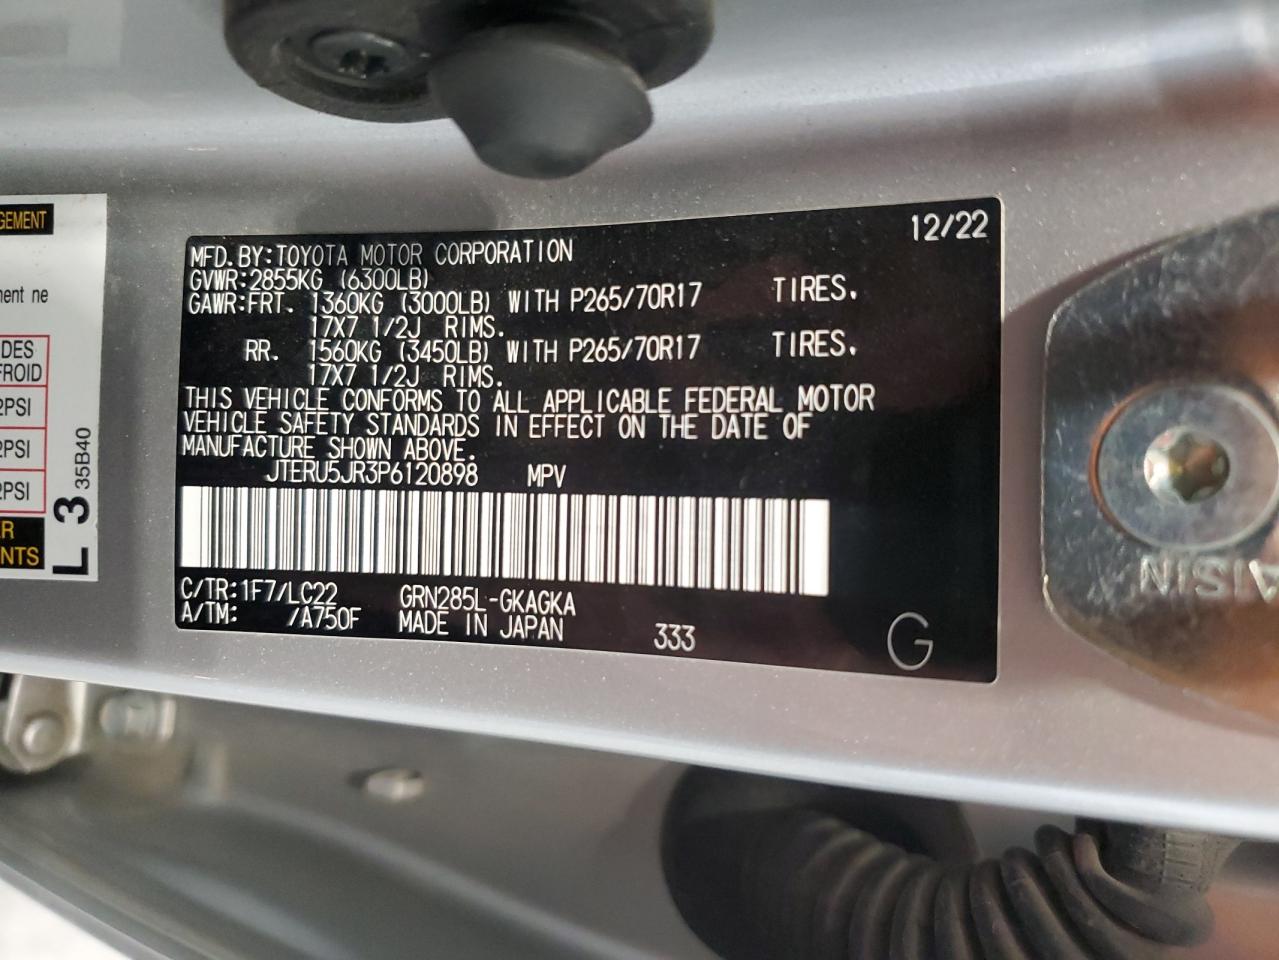 12/22
MFD.BY:TOYOTA MOTOR CORPORATION
GVWR:2855KG (6300LB)
GAWR:FRT. 1360KG (3000LB) WITH P265/70R17 TIRES.
17X7 1/2J RIMS.
RR. 1560KG (3450LB) WITH P265/70R17 TIRES.
17X7 1/2J RIMS.
THIS VEHICLE CONFORMS TO ALL APPLICABLE FEDERAL MOTOR
VEHICLE SAFETY STANDARDS IN EFFECT ON THE DATE OF
MANUFACTURE SHOWN ABOVE.
JTERU5JR3P6120898 MPV
C/TR:1F7/LC22 GRN285L-GKAGKA
A/TM: /A750F MADE IN JAPAN 333
G
GEMENT
ment ne
DES
FROID
2PSI
2PSI
2PSI
R
NTS
L 3 35B40
AISIN